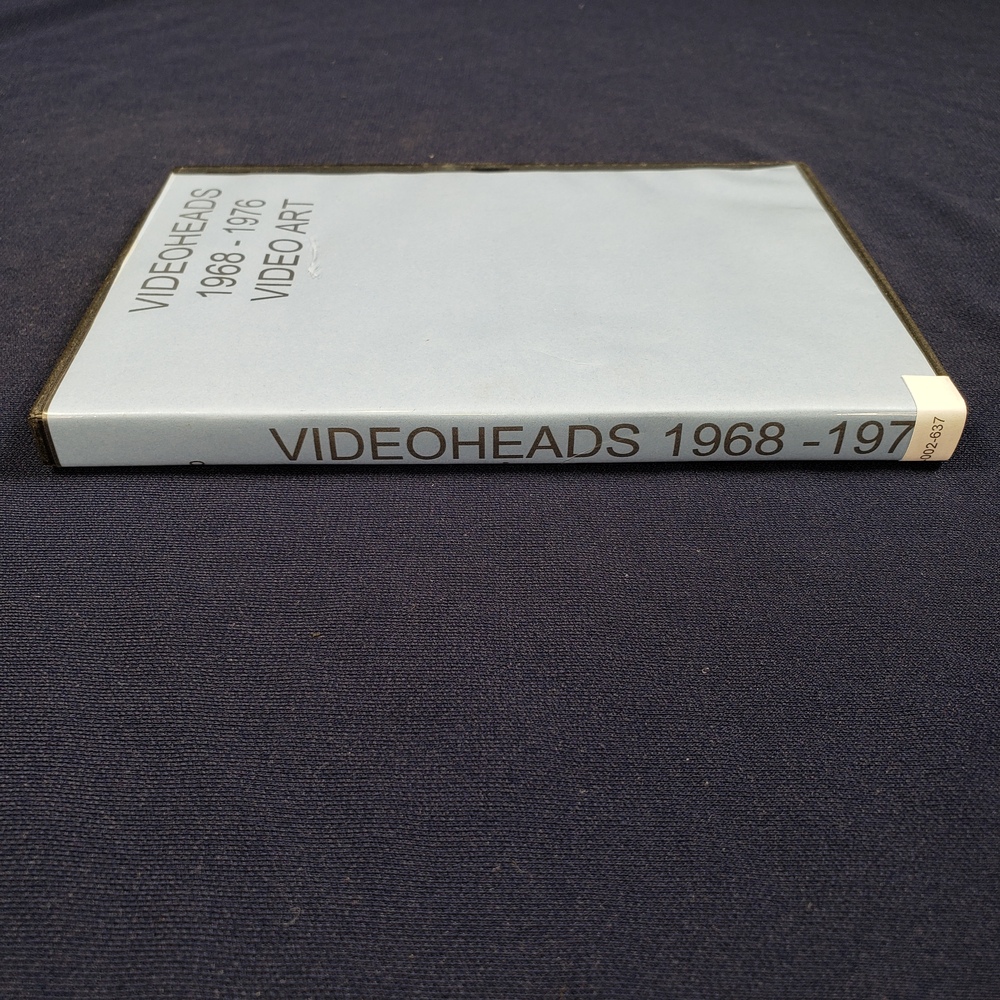 VIDEOHEADS
1968 - 1976
VIDEO ART
VIDEOHEADS 1968 -197
002-637